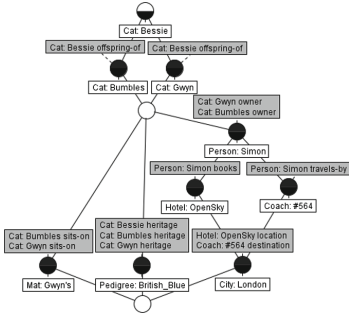 Cat: Bessie
Cat: Bessie offspring-of
Cat: Bessie offspring-of
Cat: Bumbles
Cat: Gwyn
Cat: Gwyn owner
Cat: Bumbles owner
Person: Simon
Person: Simon books
Person: Simon travels-by
Hotel: OpenSky
Coach: #564
Cat: Bumbles sits-on
Cat: Gwyn sits-on
Cat: Bessie heritage
Cat: Bumbles heritage
Cat: Gwyn heritage
Hotel: OpenSky location
Coach: #564 destination
Mat: Gwyn's
Pedigree: British_Blue
City: London